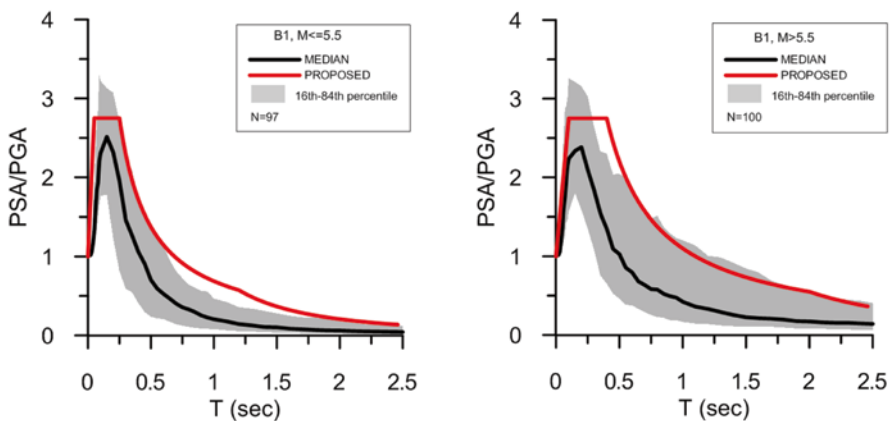 4
3
2
1
0
PSA/PGA
B1, M<=5.5
MEDIAN
PROPOSED
16th-84th percentile
N=97
0 0.5 1 1.5 2 2.5
T (sec)
4
3
2
1
0
PSA/PGA
B1, M>5.5
MEDIAN
PROPOSED
16th-84th percentile
N=100
0 0.5 1 1.5 2 2.5
T (sec)